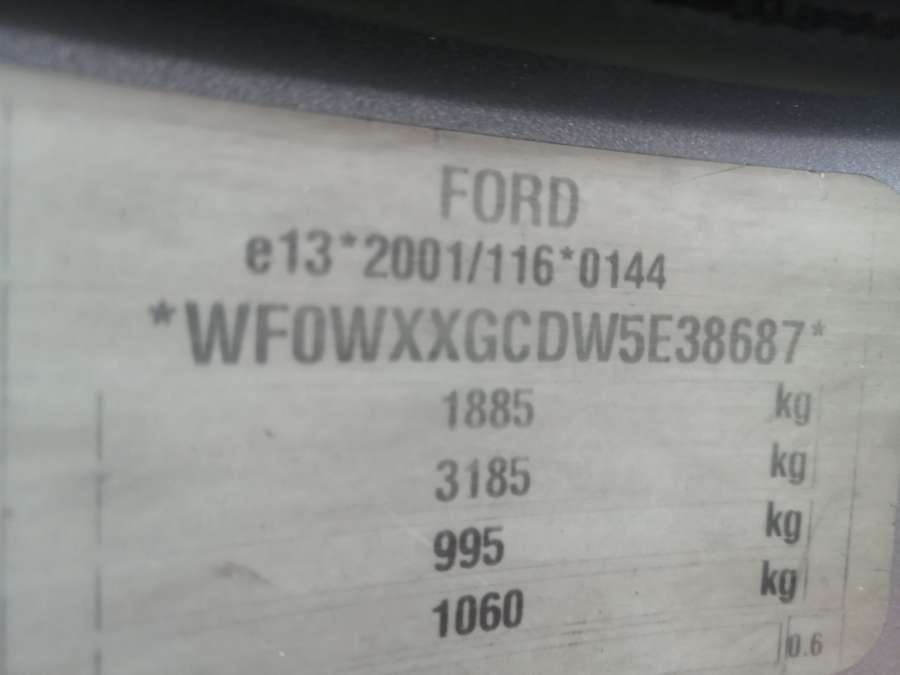 FORD
e13*2001/116*0144
*WF0WXXGCDW5E38687*
1885 kg
3185 kg
995 kg
1060 kg
0.6